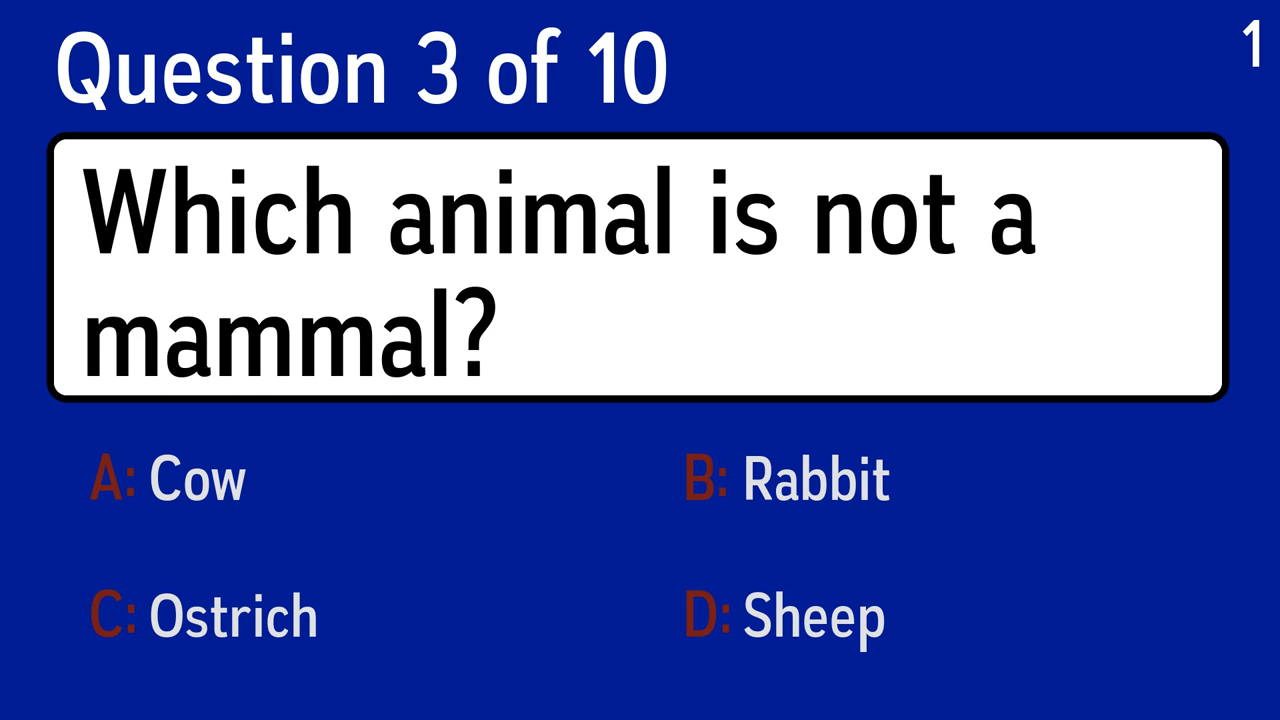 Question 3 of 10
1
Which animal is not a
mammal?
A: Cow
B: Rabbit
C: Ostrich
D: Sheep